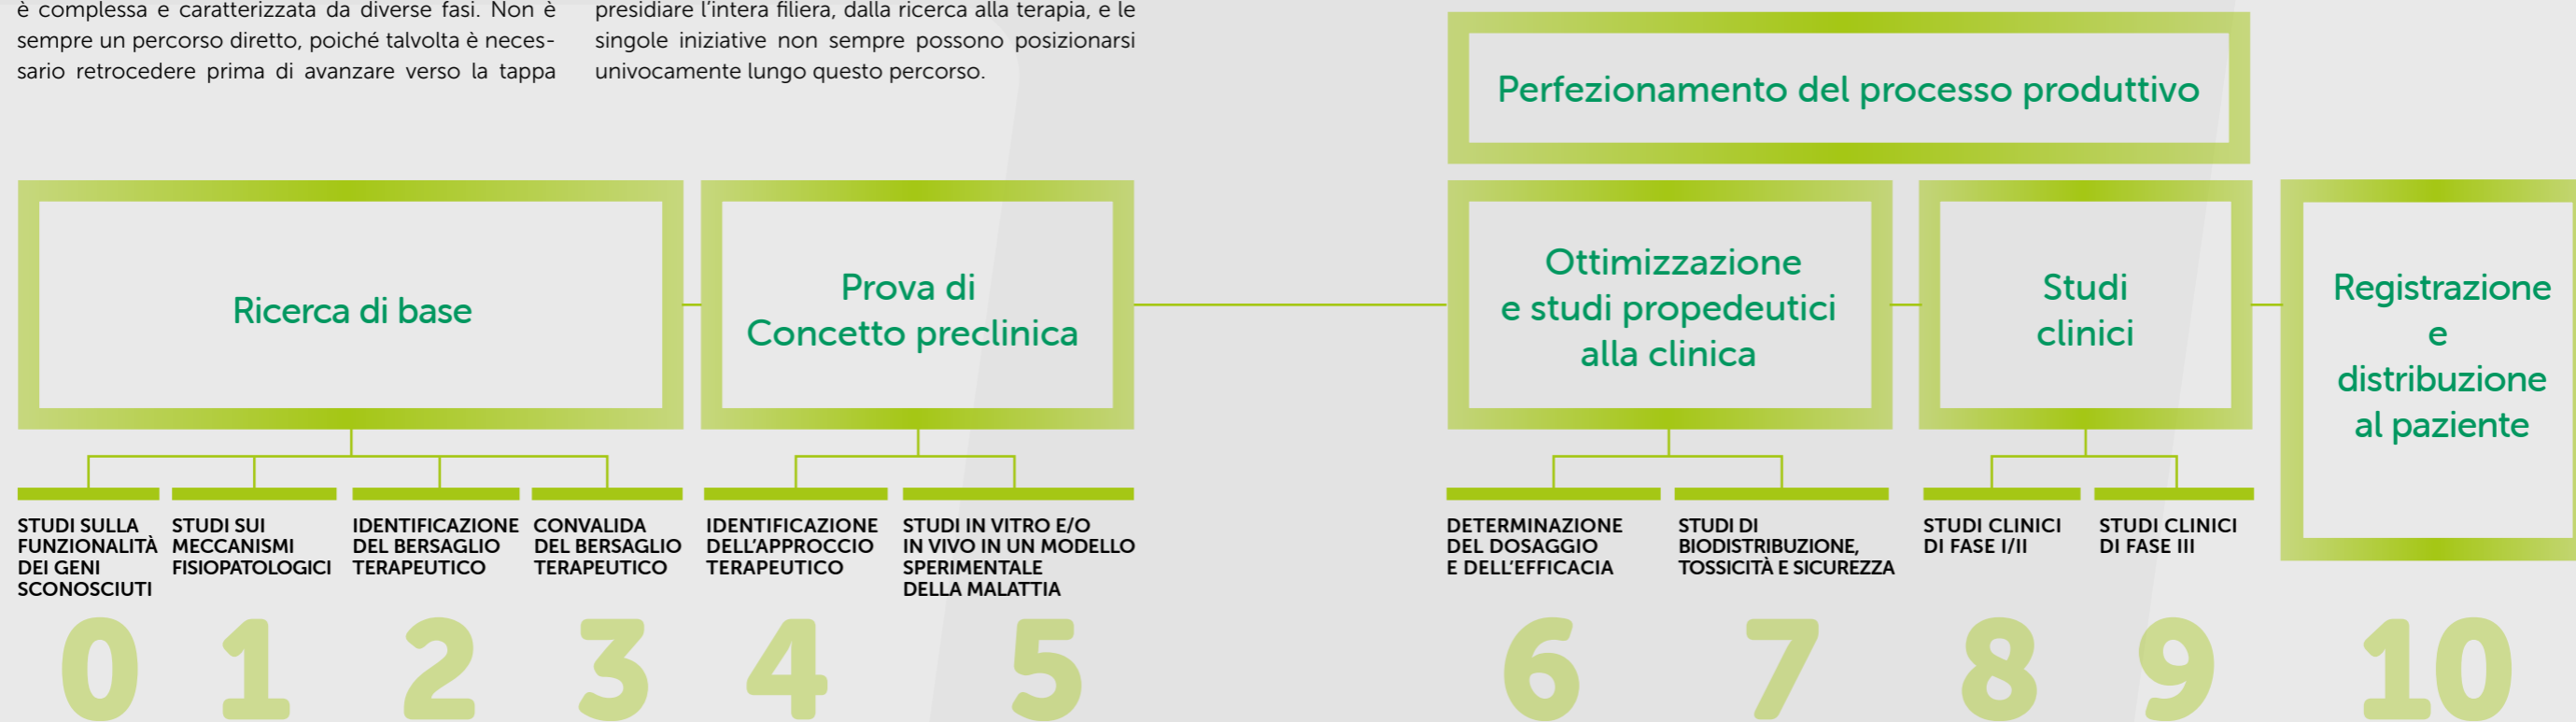 è complessa e caratterizzata da diverse fasi. Non è
sempre un percorso diretto, poiché talvolta è neces-
sario retrocedere prima di avanzare verso la tappa
presidiare l'intera filiera, dalla ricerca alla terapia, e le
singole iniziative non sempre possono posizionarsi
univocamente lungo questo percorso.
Perfezionamento del processo produttivo
Ricerca di base
Prova di
Concetto preclinica
Ottimizzazione
e studi propedeutici
alla clinica
Studi
clinici
Registrazione
e
distribuzione
al paziente
STUDI SULLA
FUNZIONALITÀ
DEI GENI
SCONOSCIUTI
STUDI SUI
MECCANISMI
FISIOPATOLOGICI
IDENTIFICAZIONE
DEL BERSAGLIO
TERAPEUTICO
CONVALIDA
DEL BERSAGLIO
TERAPEUTICO
IDENTIFICAZIONE
DELL'APPROCCIO
TERAPEUTICO
STUDI IN VITRO E/O
IN VIVO IN UN MODELLO
SPERIMENTALE
DELLA MALATTIA
DETERMINAZIONE
DEL DOSAGGIO
E DELL'EFFICACIA
STUDI DI
BIODISTRIBUZIONE,
TOSSICITÀ E SICUREZZA
STUDI CLINICI
DI FASE I/II
STUDI CLINICI
DI FASE III
0 1 2 3 4 5 6 7 8 9 10